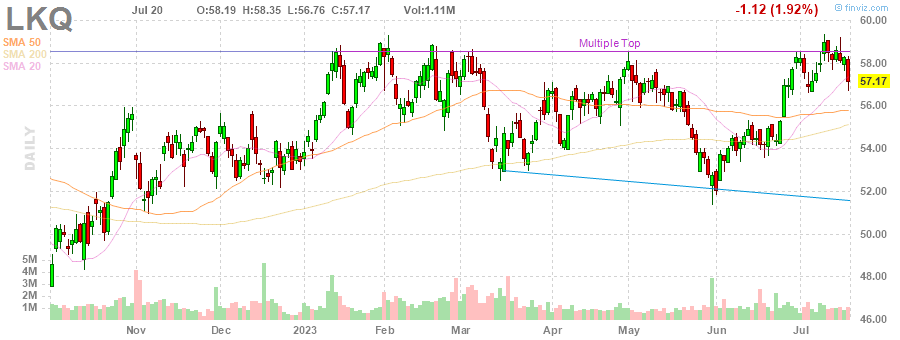 LKQ
Jul 20 O:58.19 H:58.35 L:56.76 C:57.17 Vol:1.11M -1.12 (1.92%) © finviz.com
SMA 50
SMA 200
SMA 20
DAILY
Multiple Top
60.00
58.00
57.17
56.00
54.00
52.00
50.00
48.00
46.00
5M
4M
3M
2M
1M
Nov Dec 2023 Feb Mar Apr May Jun Jul